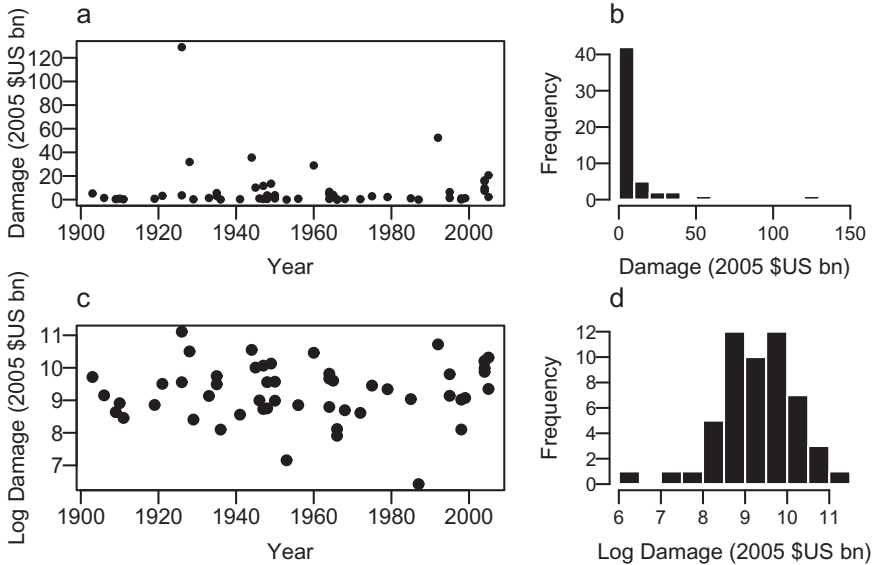 a
Damage (2005 $US bn)
120
100
80
60
40
20
0
1900 1920 1940 1960 1980 2000
Year
b
Frequency
40
30
20
10
0
0 50 100 150
Damage (2005 $US bn)
c
Log Damage (2005 $US bn)
11
10
9
8
7
1900 1920 1940 1960 1980 2000
Year
d
Frequency
12
10
8
6
4
2
0
6 7 8 9 10 11
Log Damage (2005 $US bn)